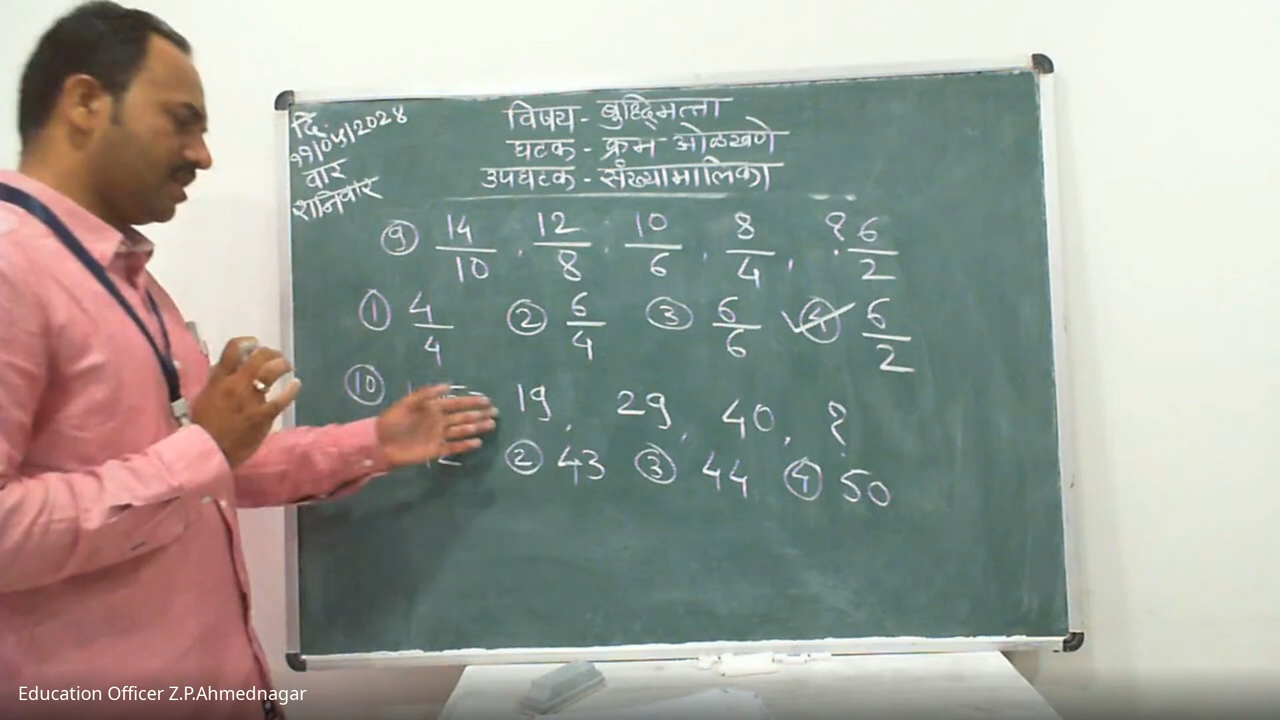 दि.
११/०५/२०२४
वार
शनिवार
विषय - बुध्दिमत्ता
घटक - क्रम ओळखणे
उपघटक - संख्यामालिका
९ 14/10 , 12/8 , 10/6 , 8/4 , ? 6/2
① 4/4 ② 6/4 ③ 6/6 ④ 6/2
⑩ 19, 29, 40, ?
② 43 ③ 44 ④ 50
Education Officer Z.P.Ahmednagar